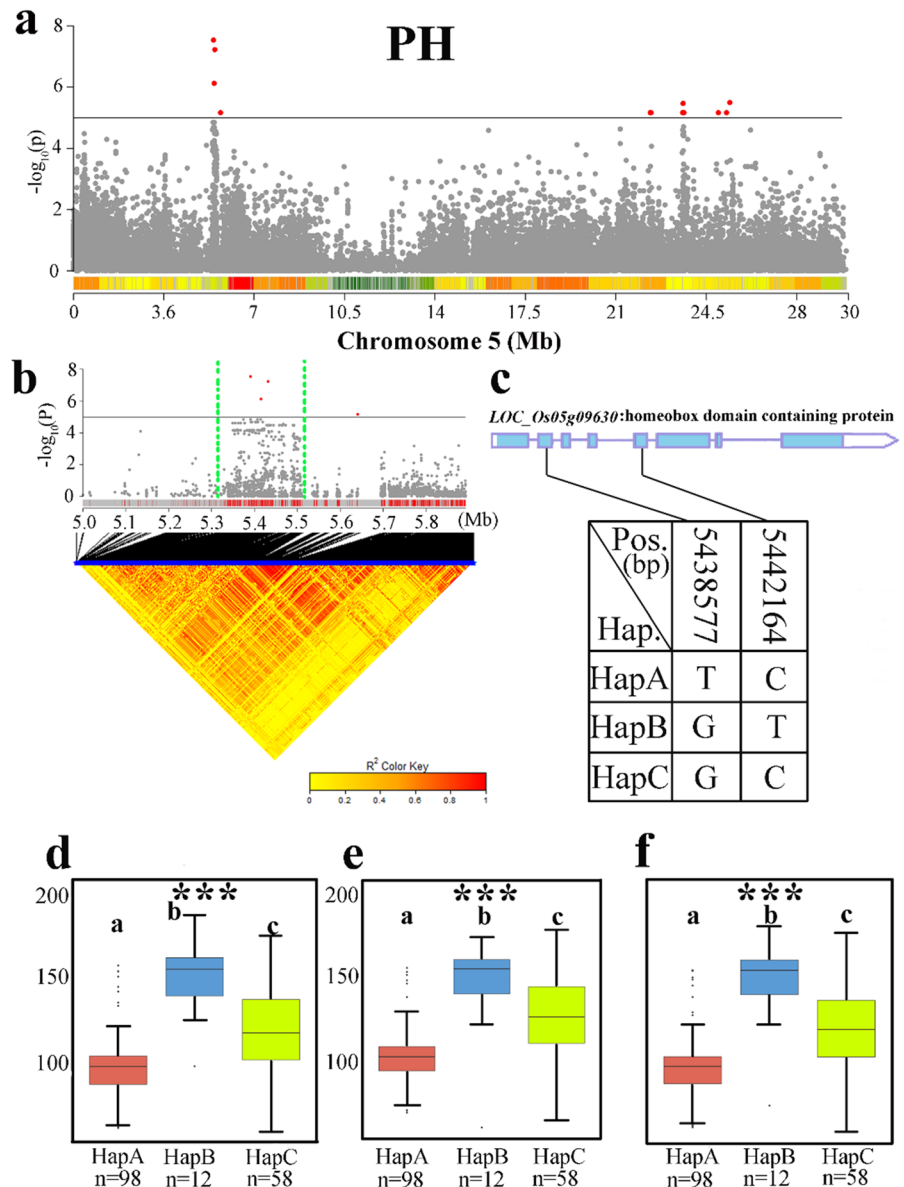 a
PH
8
6
4
2
0
-log10(p)
0 3.6 7 10.5 14 17.5 21 24.5 28 30
Chromosome 5 (Mb)
b
8
6
4
2
0
-log10(P)
5.0 5.1 5.2 5.3 5.4 5.5 5.6 5.7 5.8 (Mb)
R2 Color Key
0 0.2 0.4 0.6 0.8 1
c
LOC_Os05g09630:homeobox domain containing protein
Pos. (bp) 5438577 5442164
Hap.
HapA T C
HapB G T
HapC G C
d
200
150
100
a b *** c
HapA HapB HapC
n=98 n=12 n=58
e
200
150
100
a *** b c
HapA HapB HapC
n=98 n=12 n=58
f
a *** b c
HapA HapB HapC
n=98 n=12 n=58